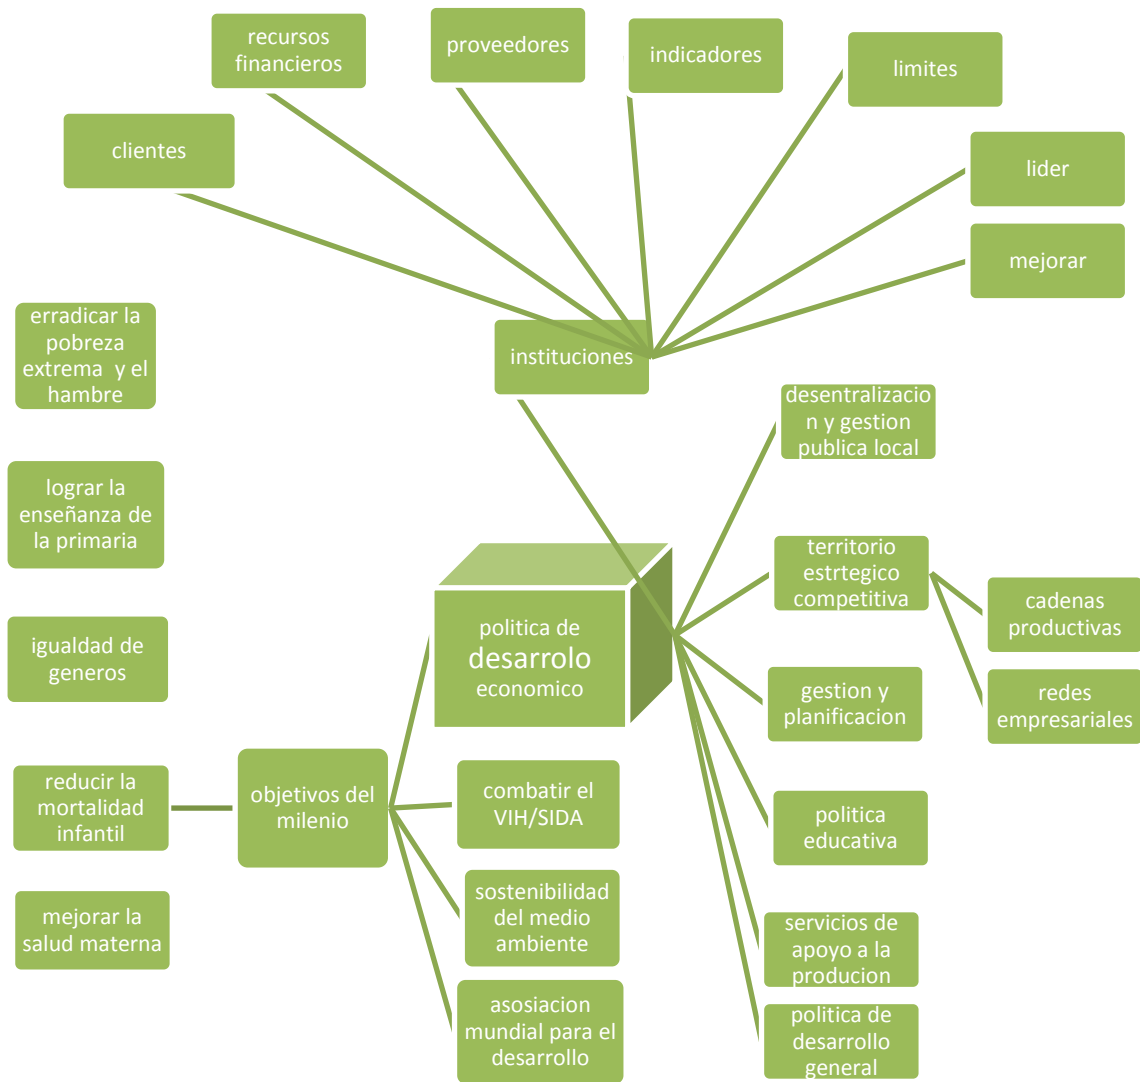 recursos
financieros
proveedores
indicadores
limites
clientes
lider
mejorar
erradicar la
pobreza
extrema y el
hambre
instituciones
desentralizacio
n y gestion
publica local
lograr la
enseñanza de
la primaria
territorio
estrtegico
competitiva
cadenas
productivas
igualdad de
generos
politica de
desarrolo
economico
gestion y
planificacion
redes
empresariales
reducir la
mortalidad
infantil
objetivos del
milenio
combatir el
VIH/SIDA
politica
educativa
mejorar la
salud materna
sostenibilidad
del medio
ambiente
servicios de
apoyo a la
producion
asosiacion
mundial para el
desarrollo
politica de
desarrollo
general